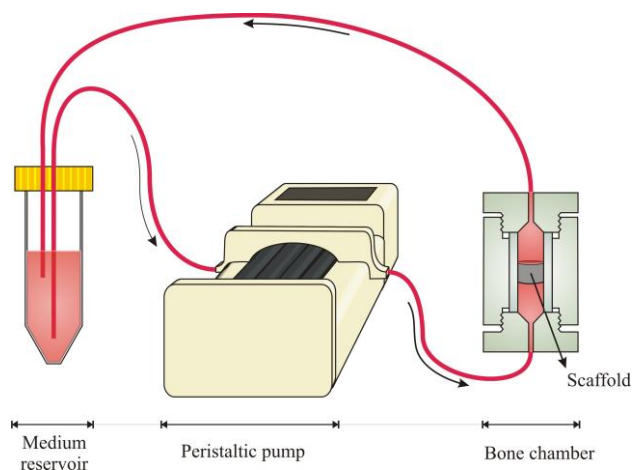 Scaffold
Medium
reservoir
Peristaltic pump
Bone chamber